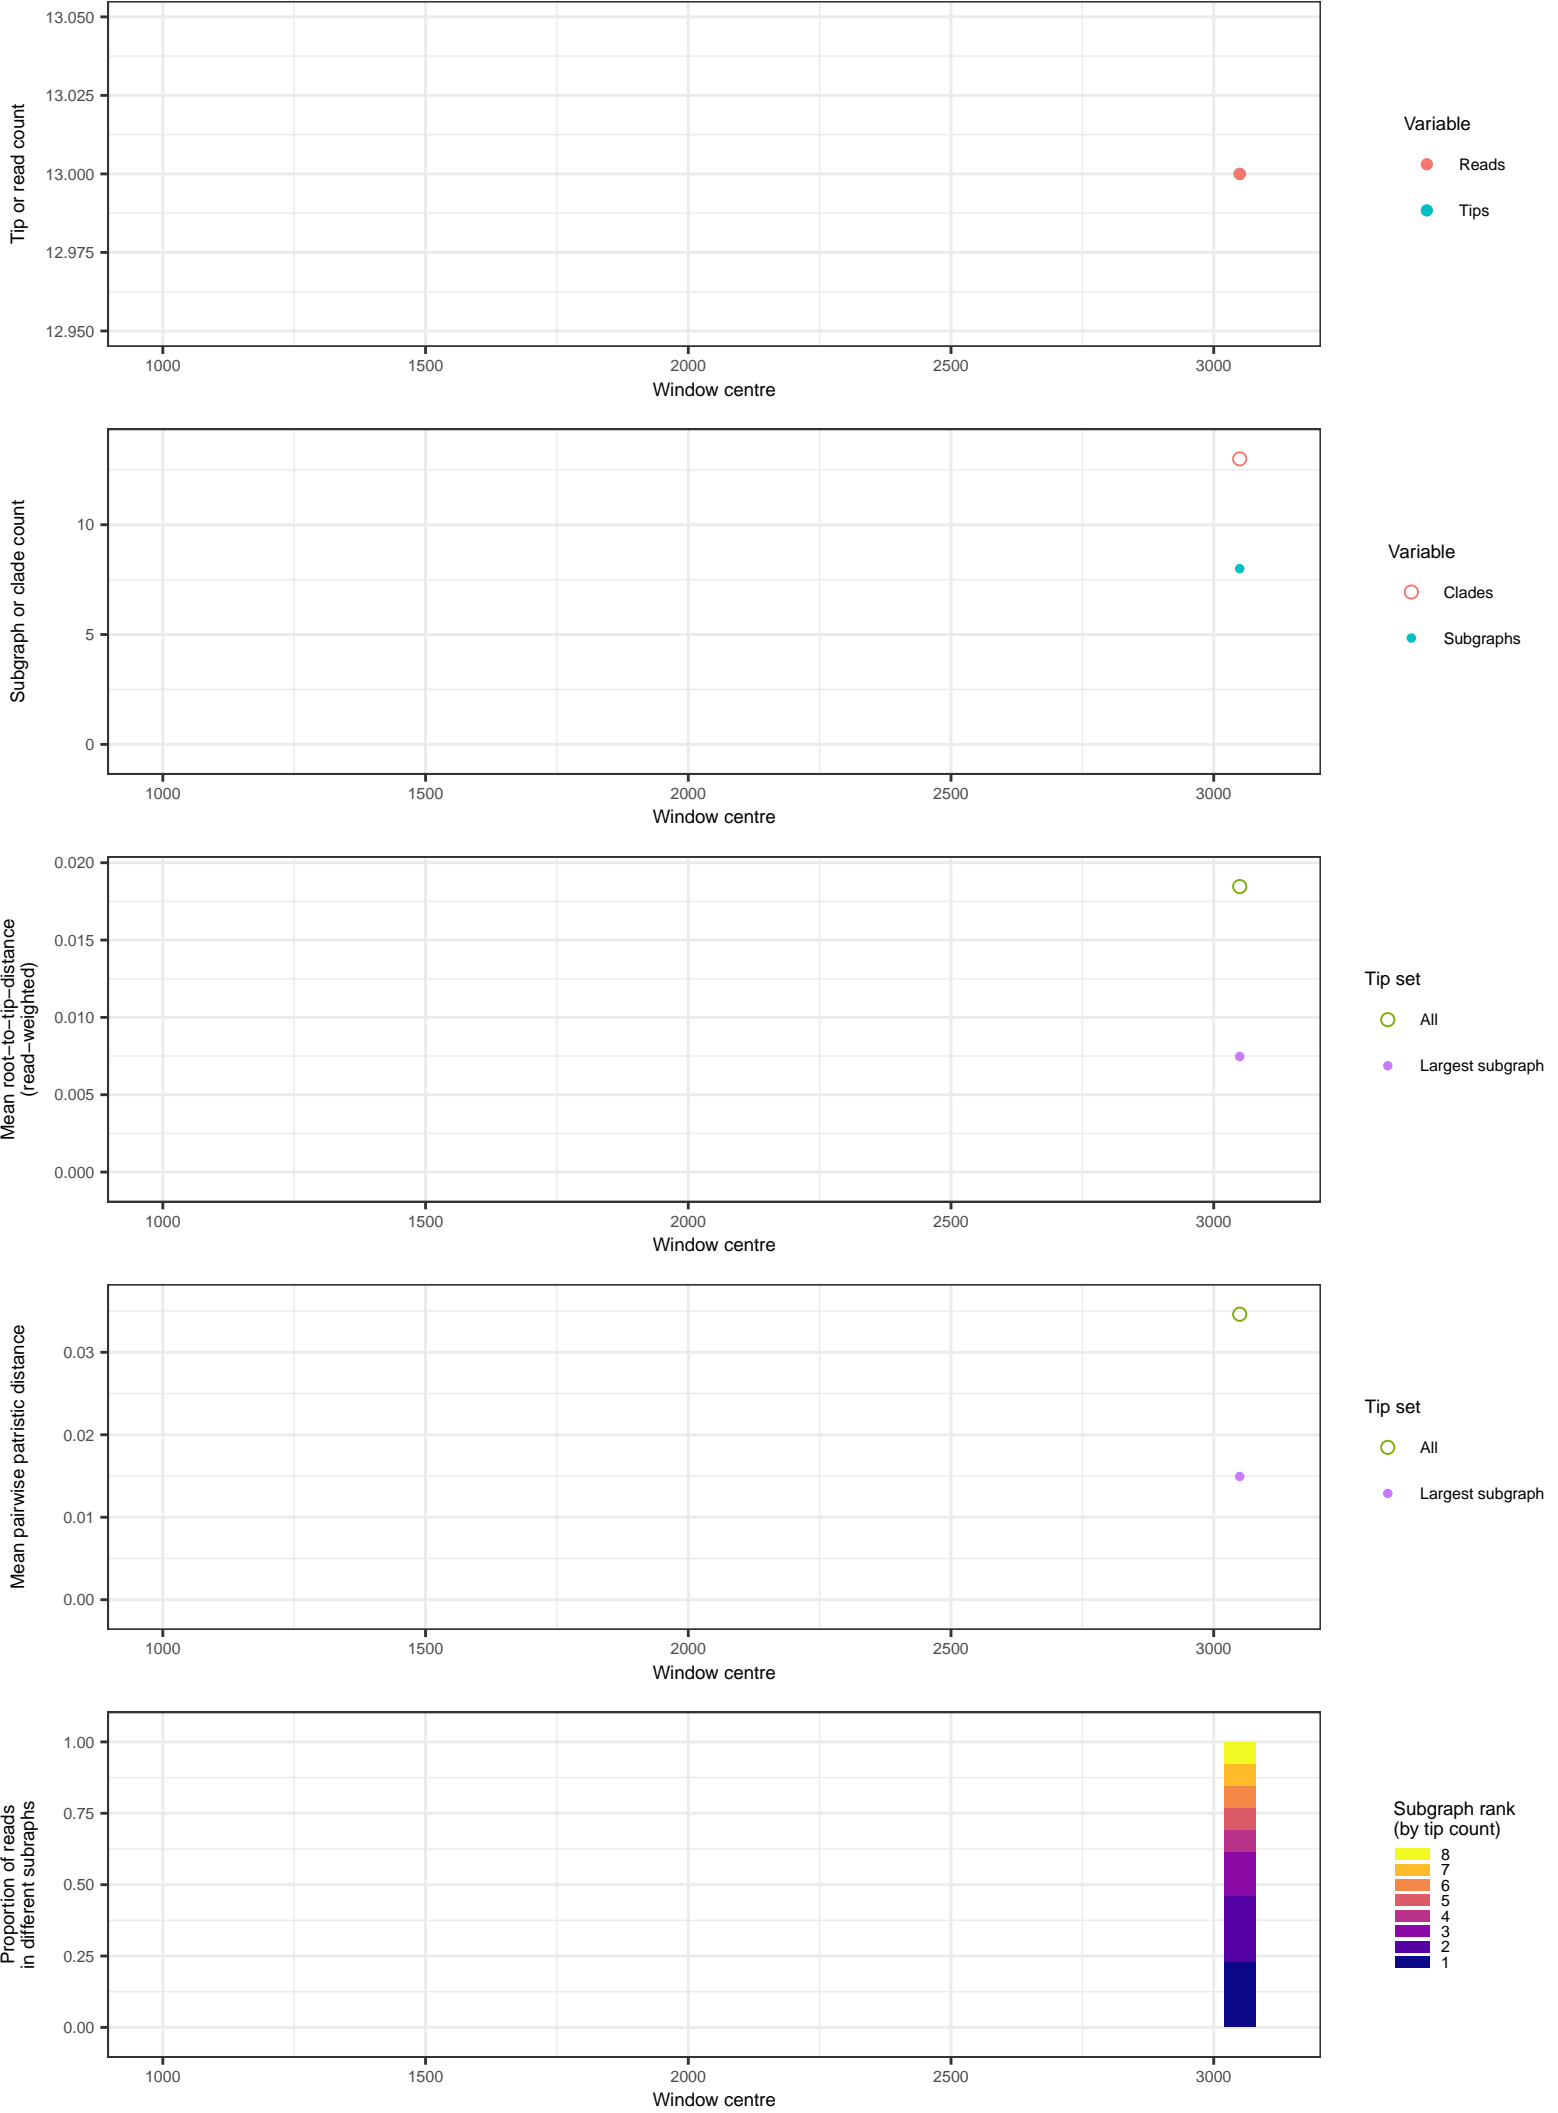 13.050
13.025
13.000
12.975
12.950
Tip or read count
1000 1500 2000 2500 3000
Window centre
Variable
Reads
Tips
10
5
0
Subgraph or clade count
1000 1500 2000 2500 3000
Window centre
Variable
Clades
Subgraphs
0.020
0.015
0.010
0.005
0.000
Mean root−to−tip−distance
(read−weighted)
1000 1500 2000 2500 3000
Window centre
Tip set
All
Largest subgraph
0.03
0.02
0.01
0.00
Mean pairwise patristic distance
1000 1500 2000 2500 3000
Window centre
Tip set
All
Largest subgraph
1.00
0.75
0.50
0.25
0.00
Proportion of reads
in different subraphs
1000 1500 2000 2500 3000
Window centre
Subgraph rank
(by tip count)
8
7
6
5
4
3
2
1